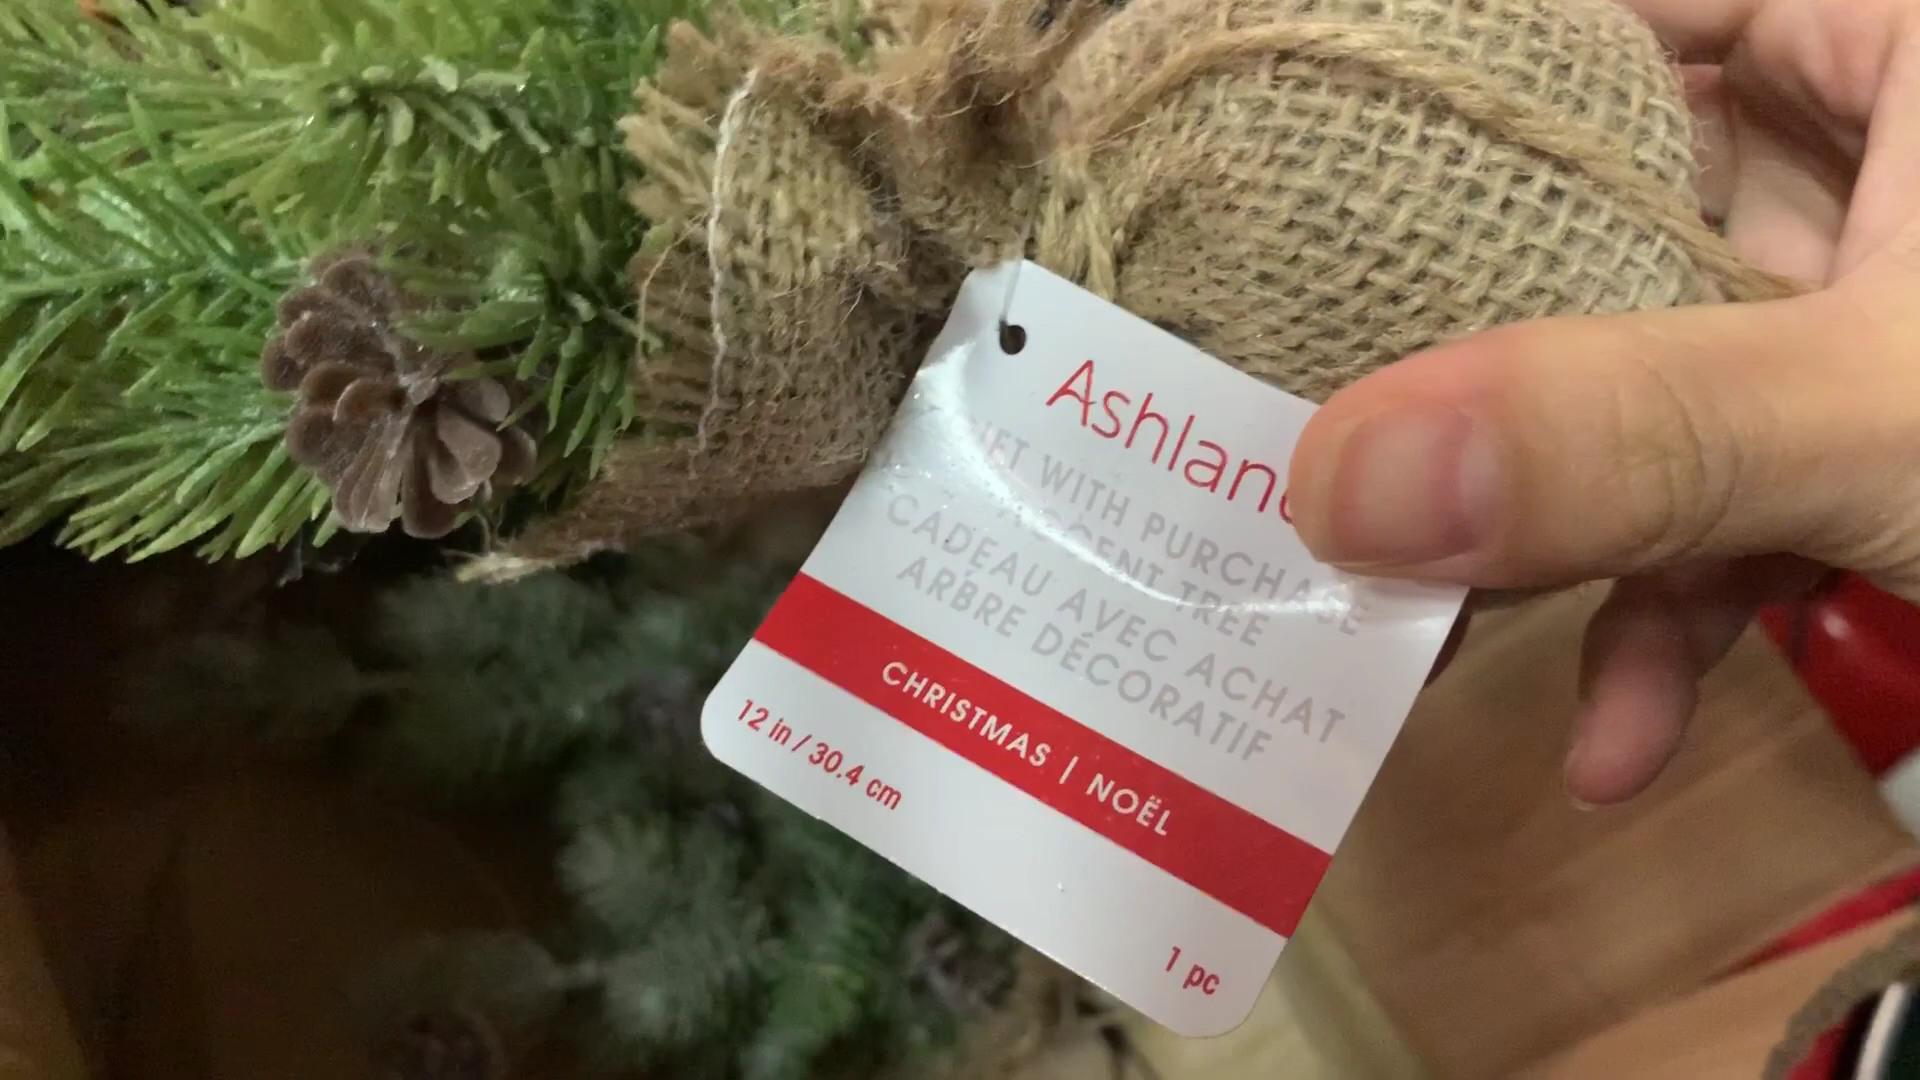 Ashland
GIFT WITH PURCHASE
ACCENT TREE
CADEAU AVEC ACHAT
ARBRE DÉCORATIF
CHRISTMAS | NOËL
12 in / 30.4 cm
1 pc